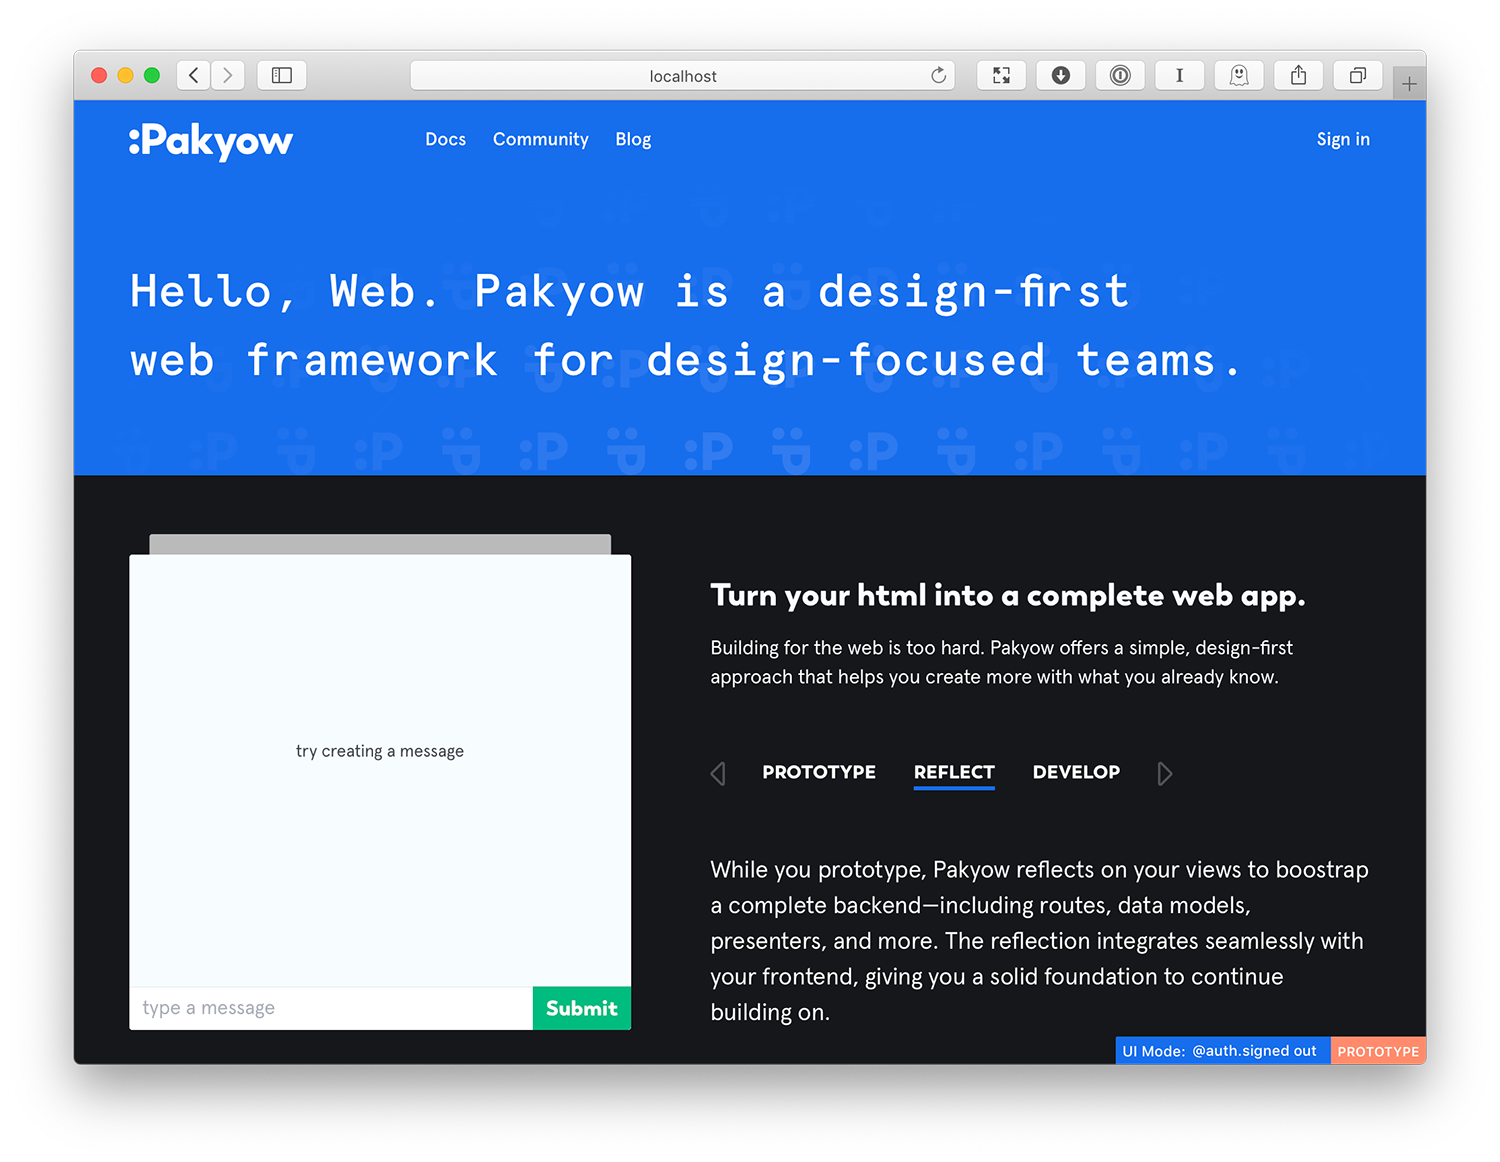 localhost
:Pakyow
Docs Community Blog Sign in
Hello, Web. Pakyow is a design-first
web framework for design-focused teams.
Turn your html into a complete web app.
Building for the web is too hard. Pakyow offers a simple, design-first
approach that helps you create more with what you already know.
try creating a message
PROTOTYPE REFLECT DEVELOP
While you prototype, Pakyow reflects on your views to boostrap
a complete backend—including routes, data models,
presenters, and more. The reflection integrates seamlessly with
your frontend, giving you a solid foundation to continue
building on.
type a message Submit
UI Mode: @auth.signed out PROTOTYPE